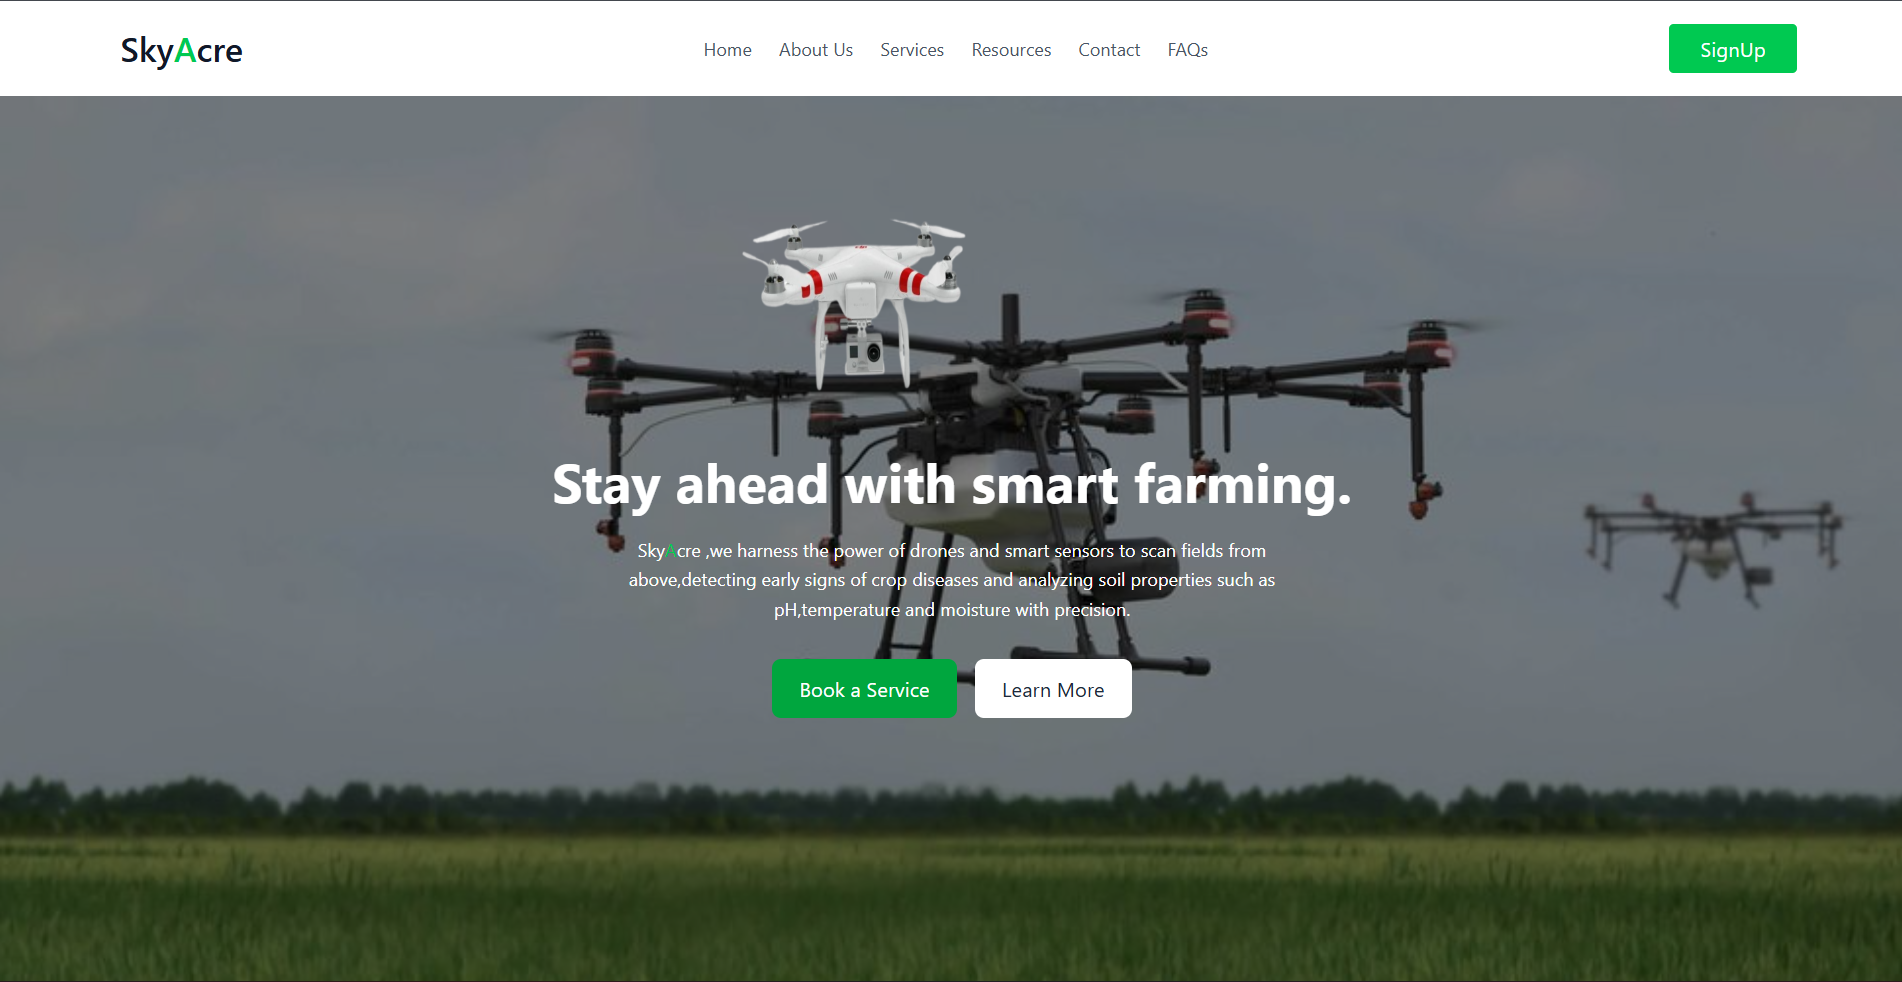 SkyAcre
Home About Us Services Resources Contact FAQs
SignUp
Stay ahead with smart farming.
SkyAcre ,we harness the power of drones and smart sensors to scan fields from
above,detecting early signs of crop diseases and analyzing soil properties such as
pH,temperature and moisture with precision.
Book a Service
Learn More